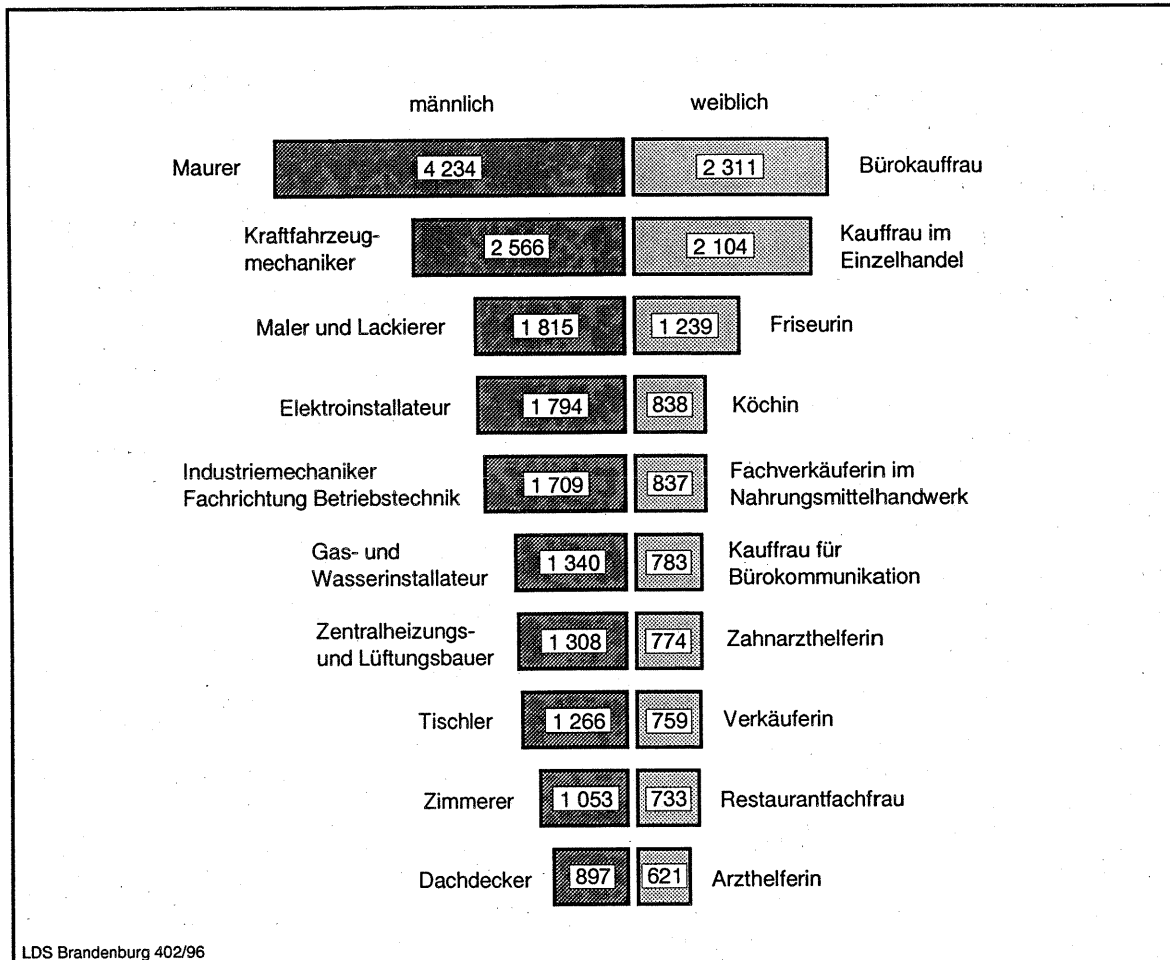 männlich weiblich
Maurer 4 234 2 311 Bürokauffrau
Kraftfahrzeug-
mechaniker 2 566 2 104 Kauffrau im
Einzelhandel
Maler und Lackierer 1 815 1 239 Friseurin
Elektroinstallateur 1 794 838 Köchin
Industriemechaniker
Fachrichtung Betriebstechnik 1 709 837 Fachverkäuferin im
Nahrungsmittelhandwerk
Gas- und
Wasserinstallateur 1 340 783 Kauffrau für
Bürokommunikation
Zentralheizungs-
und Lüftungsbauer 1 308 774 Zahnarzthelferin
Tischler 1 266 759 Verkäuferin
Zimmerer 1 053 733 Restaurantfachfrau
Dachdecker 897 621 Arzthelferin
LDS Brandenburg 402/96